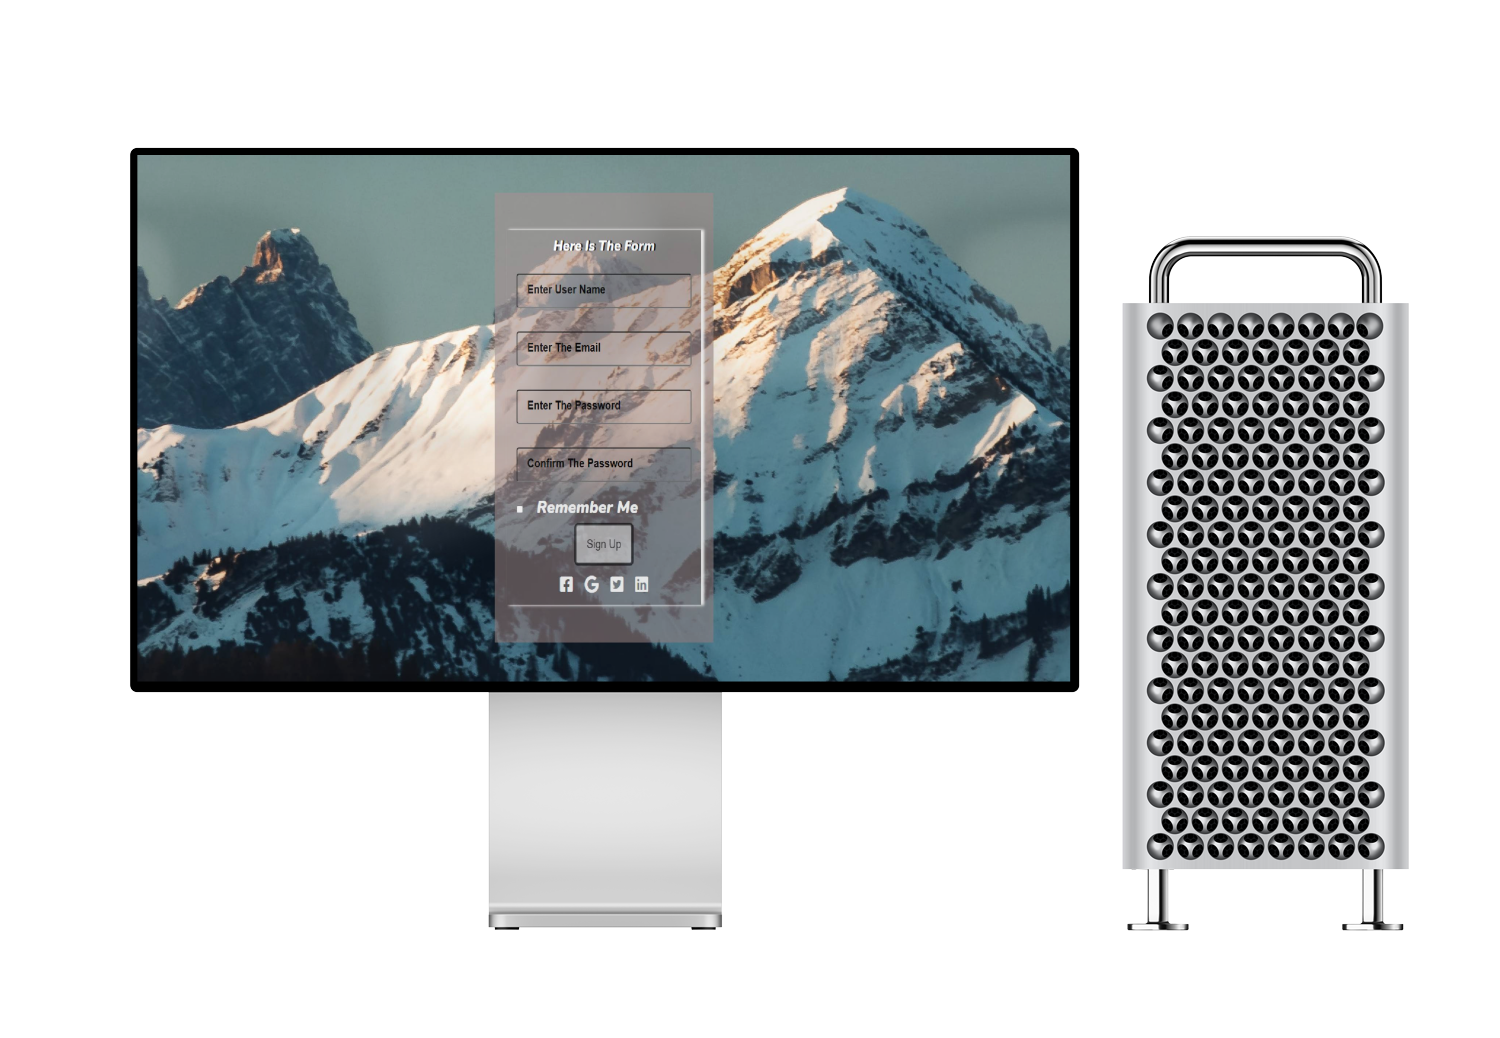 Here Is The Form
Enter User Name
Enter The Email
Enter The Password
Confirm The Password
Remember Me
Sign Up